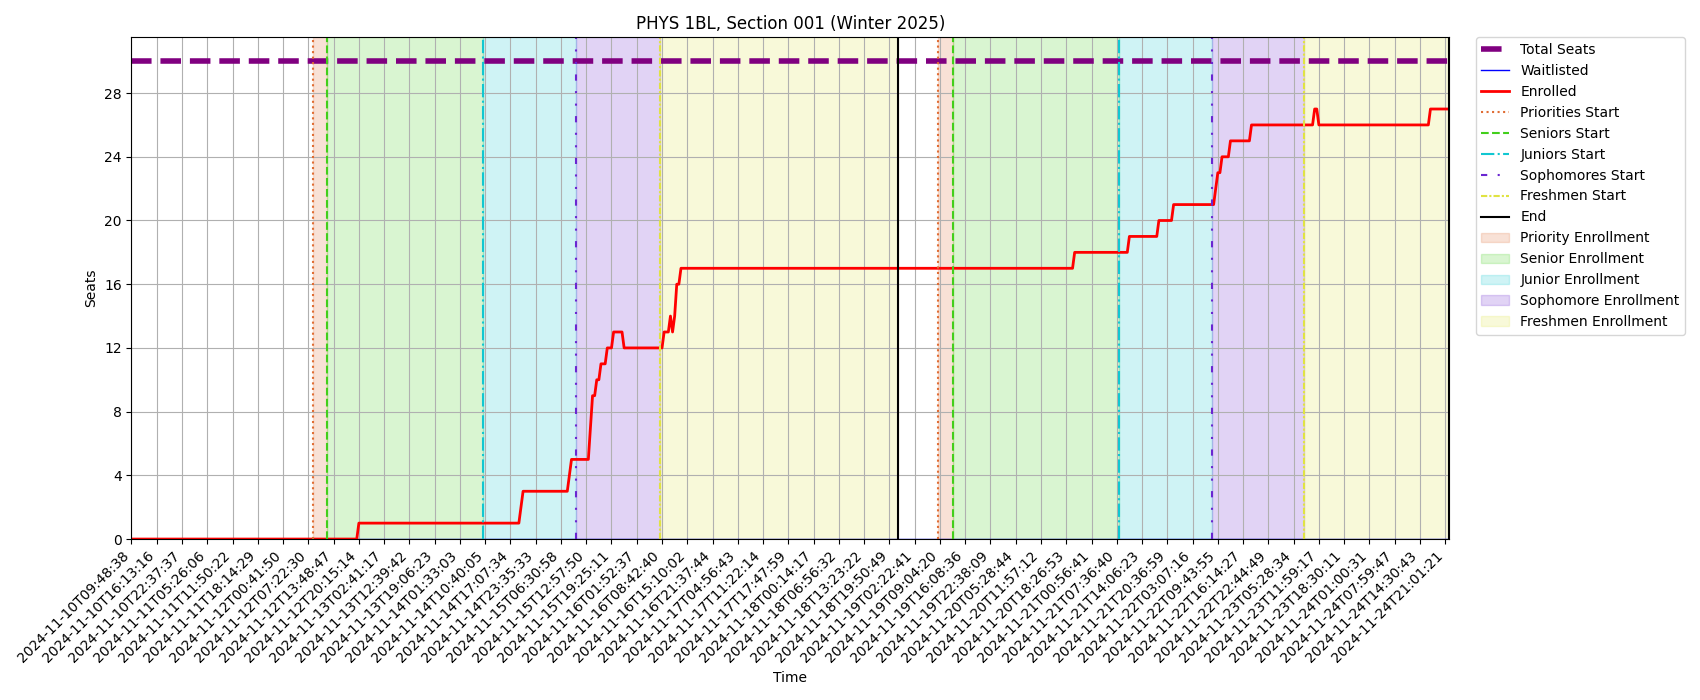 PHYS 1BL, Section 001 (Winter 2025)
Seats
28
24
20
16
12
8
4
0
2024-11-10T09:48:38
2024-11-10T16:13:16
2024-11-10T22:37:37
2024-11-11T05:26:06
2024-11-11T11:50:22
2024-11-11T18:14:29
2024-11-12T00:41:50
2024-11-12T07:22:30
2024-11-12T13:48:47
2024-11-12T20:15:14
2024-11-13T02:41:17
2024-11-13T12:39:42
2024-11-13T19:06:23
2024-11-14T01:33:03
2024-11-14T10:40:05
2024-11-14T17:07:34
2024-11-14T23:35:33
2024-11-15T06:30:58
2024-11-15T12:57:50
2024-11-15T19:25:11
2024-11-16T01:52:37
2024-11-16T08:42:40
2024-11-16T15:10:02
2024-11-16T21:37:44
2024-11-17T04:56:43
2024-11-17T11:22:14
2024-11-17T17:47:59
2024-11-18T00:14:17
2024-11-18T06:56:32
2024-11-18T13:23:22
2024-11-18T19:50:49
2024-11-19T02:22:41
2024-11-19T09:04:20
2024-11-19T16:08:36
2024-11-19T22:38:09
2024-11-20T05:28:44
2024-11-20T11:57:12
2024-11-20T18:26:53
2024-11-21T00:56:41
2024-11-21T07:36:40
2024-11-21T14:06:23
2024-11-21T20:36:59
2024-11-22T03:07:16
2024-11-22T09:43:55
2024-11-22T16:14:27
2024-11-22T22:44:49
2024-11-23T05:28:34
2024-11-23T11:59:17
2024-11-23T18:30:11
2024-11-24T01:00:31
2024-11-24T07:59:47
2024-11-24T14:30:43
2024-11-24T21:01:21
Time
Total Seats
Waitlisted
Enrolled
Priorities Start
Seniors Start
Juniors Start
Sophomores Start
Freshmen Start
End
Priority Enrollment
Senior Enrollment
Junior Enrollment
Sophomore Enrollment
Freshmen Enrollment